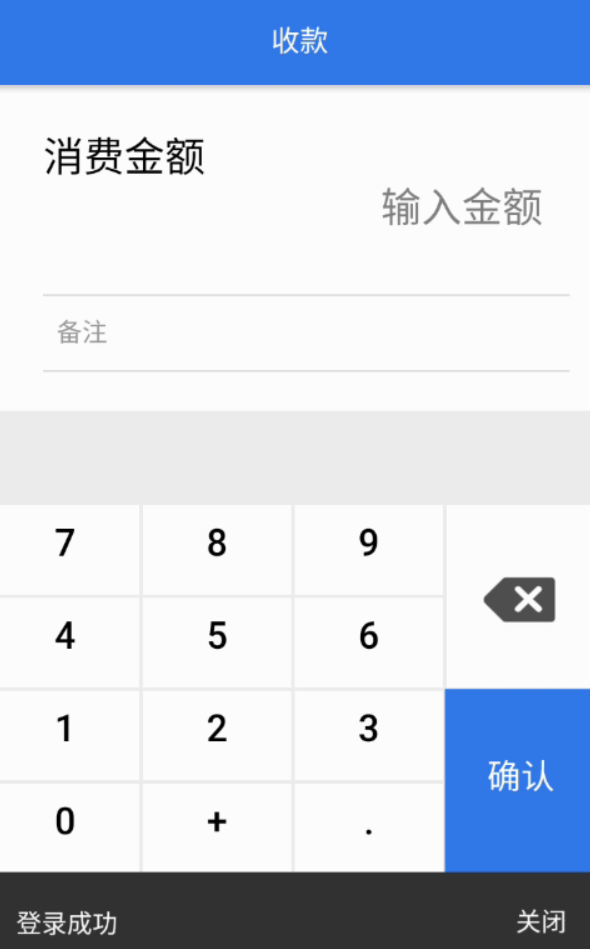 收款
消费金额
输入金额
备注
7 8 9
4 5 6
1 2 3
确认
0 + .
登录成功 关闭